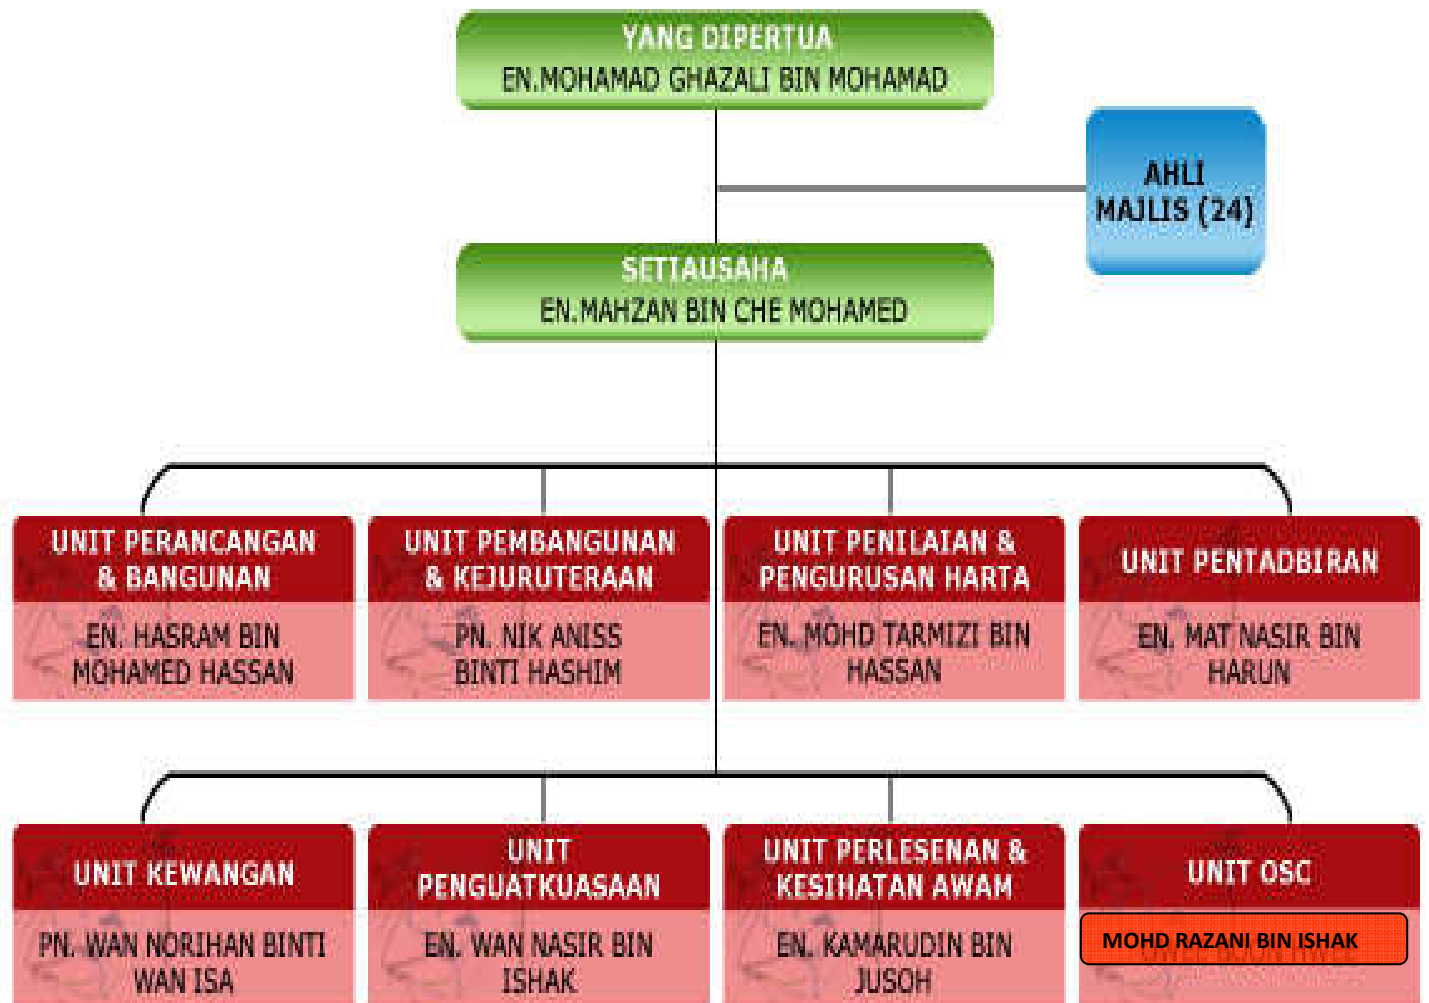 YANG DIPERTUA
EN.MOHAMAD GHAZALI BIN MOHAMAD
AHLI
MAJLIS (24)
SETIAUSAHA
EN.MAHZAN BIN CHE MOHAMED
UNIT PERANCANGAN
& BANGUNAN
EN. HASRAM BIN
MOHAMED HASSAN
UNIT PEMBANGUNAN
& KEJURUTERAAN
PN. NIK ANISS
BINTI HASHIM
UNIT PENILAIAN &
PENGURUSAN HARTA
EN. MOHD TARMIZI BIN
HASSAN
UNIT PENTADBIRAN
EN. MAT NASIR BIN
HARUN
UNIT KEWANGAN
PN. WAN NORIHAN BINTI
WAN ISA
UNIT
PENGUATKUASAAN
EN. WAN NASIR BIN
ISHAK
UNIT PERLESENAN &
KESIHATAN AWAM
EN. KAMARUDIN BIN
JUSOH
UNIT OSC
MOHD RAZANI BIN ISHAK